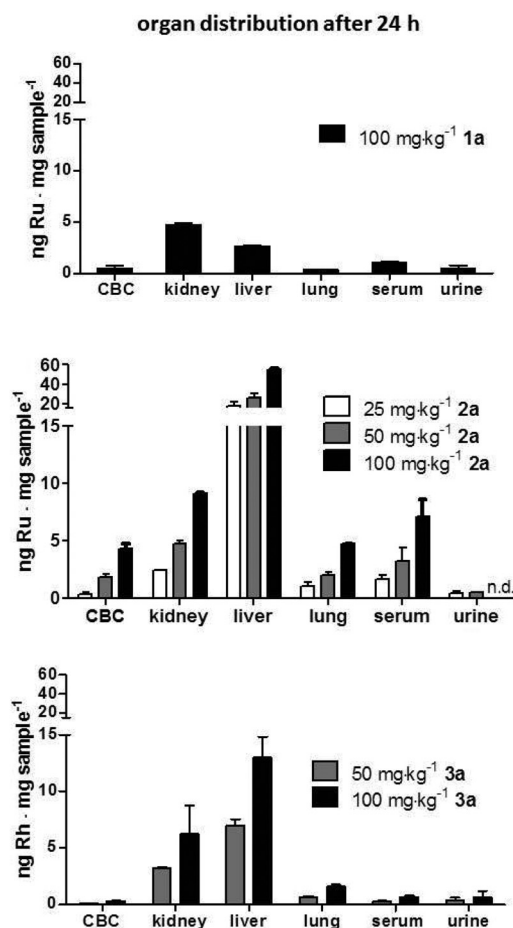 organ distribution after 24 h
60
40
20
15
10
5
0
ng Ru · mg sample⁻¹
100 mg·kg⁻¹ 1a
CBC kidney liver lung serum urine
60
40
20
15
10
5
0
ng Ru · mg sample⁻¹
25 mg·kg⁻¹ 2a
50 mg·kg⁻¹ 2a
100 mg·kg⁻¹ 2a
n.d.
CBC kidney liver lung serum urine
60
40
20
15
10
5
0
ng Rh · mg sample⁻¹
50 mg·kg⁻¹ 3a
100 mg·kg⁻¹ 3a
CBC kidney liver lung serum urine